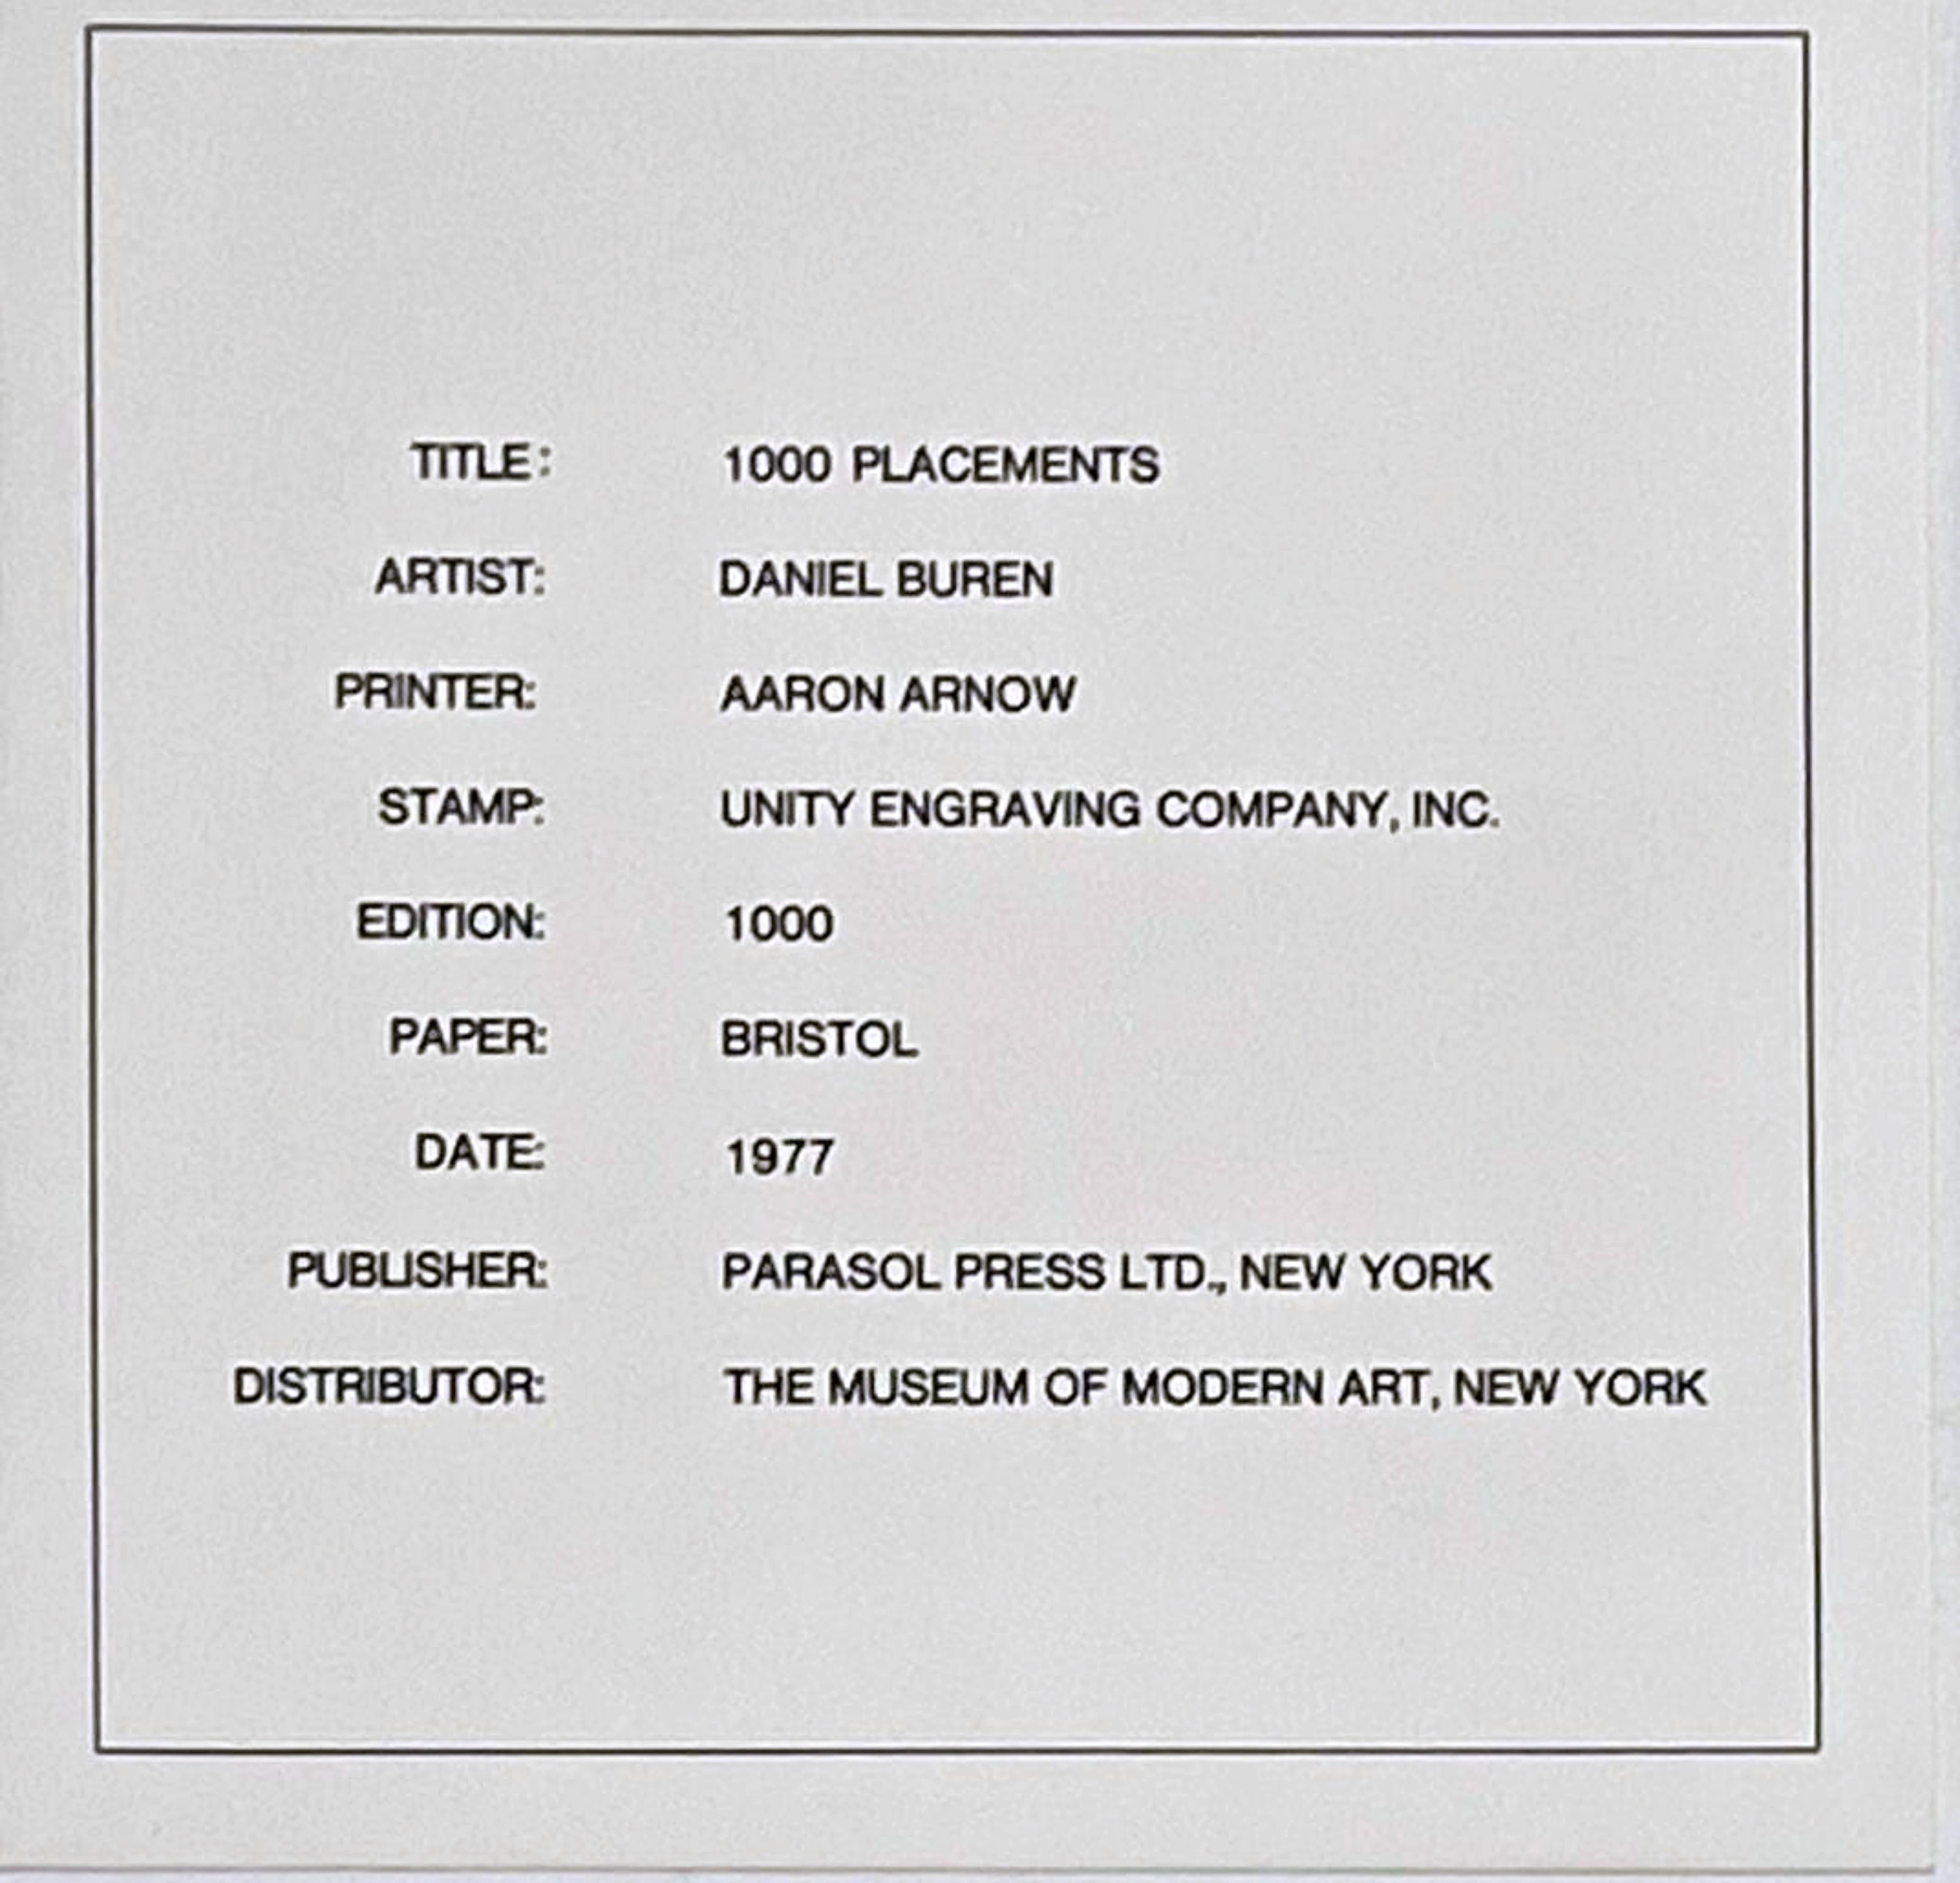 TITLE: 1000 PLACEMENTS
ARTIST: DANIEL BUREN
PRINTER: AARON ARNOW
STAMP: UNITY ENGRAVING COMPANY, INC.
EDITION: 1000
PAPER: BRISTOL
DATE: 1977
PUBLISHER: PARASOL PRESS LTD., NEW YORK
DISTRIBUTOR: THE MUSEUM OF MODERN ART, NEW YORK